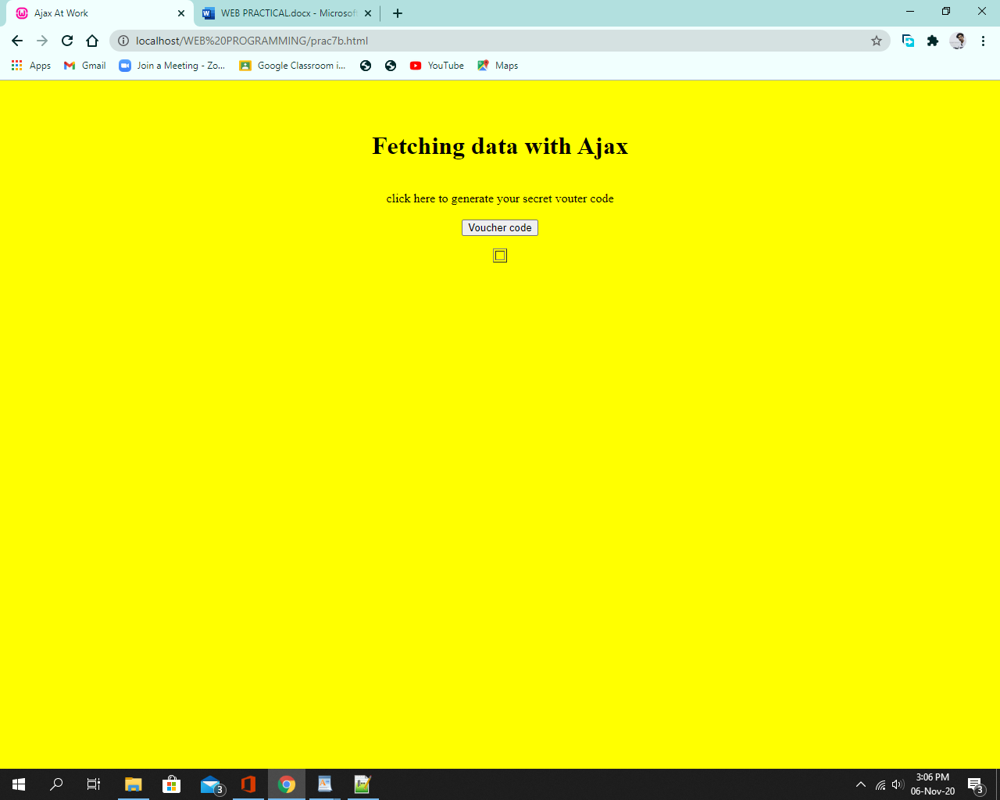 Ajax At Work
WEB PRACTICAL.docx - Microsoft
localhost/WEB%20PROGRAMMING/prac7b.html
Apps
Gmail
Join a Meeting - Zo...
Google Classroom i...
YouTube
Maps
Fetching data with Ajax
click here to generate your secret vouter code
Voucher code
3
3:06 PM
06-Nov-20
3